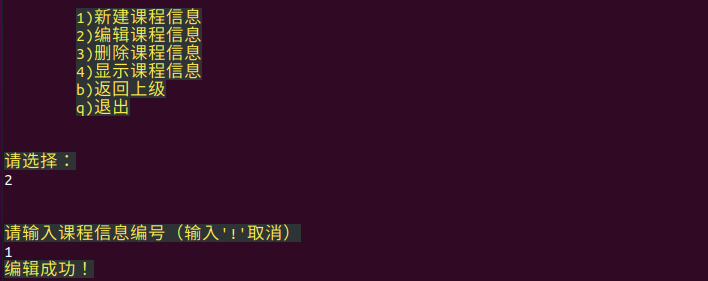 1)新建课程信息
2)编辑课程信息
3)删除课程信息
4)显示课程信息
b)返回上级
q)退出
请选择：
2
请输入课程信息编号（输入'!'取消）
1
编辑成功！